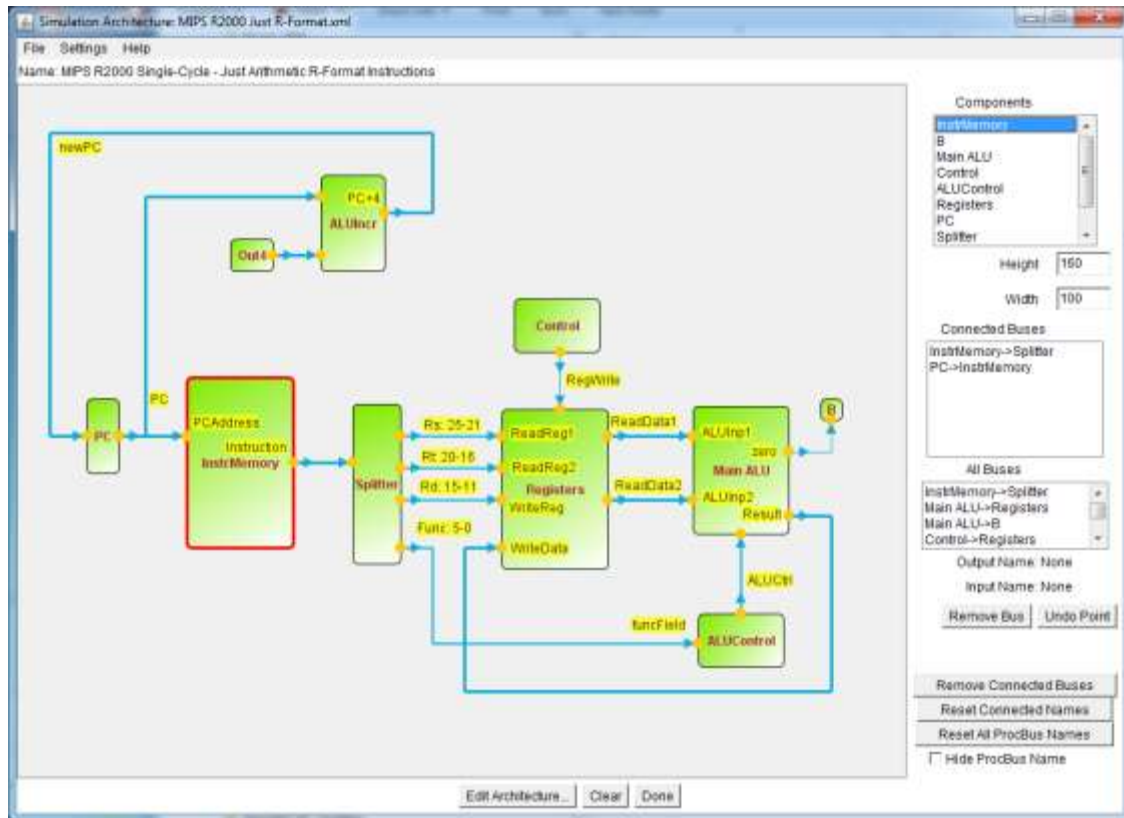 Simulation Architecture: MIPS R2000 Just R-Format.xml
File Settings Help
Name: MIPS R2000 Single-Cycle - Just Arithmetic R-Format Instructions
newPC
PC+4
ALUIncr
Out4
Control
RegWrite
PC
PC
PCAddress
Instruction
InstrMemory
Splitter
Rs: 25-21
Rt: 20-16
Rd: 15-11
Func: 5-0
ReadReg1
ReadReg2
Registers
WriteReg
WriteData
ReadData1
ReadData2
ALUInp1
zero
Main ALU
ALUInp2
Result
B
ALUCtrl
funcField
ALUControl
Components
InstrMemory
B
Main ALU
Control
ALUControl
Registers
PC
Splitter
Height 160
Width 100
Connected Buses
InstrMemory->Splitter
PC->InstrMemory
All Buses
InstrMemory->Splitter
Main ALU->Registers
Main ALU->B
Control->Registers
Output Name: None
Input Name: None
Remove Bus Undo Point
Remove Connected Buses
Reset Connected Names
Reset All ProcBus Names
Hide ProcBus Name
Edit Architecture... Clear Done